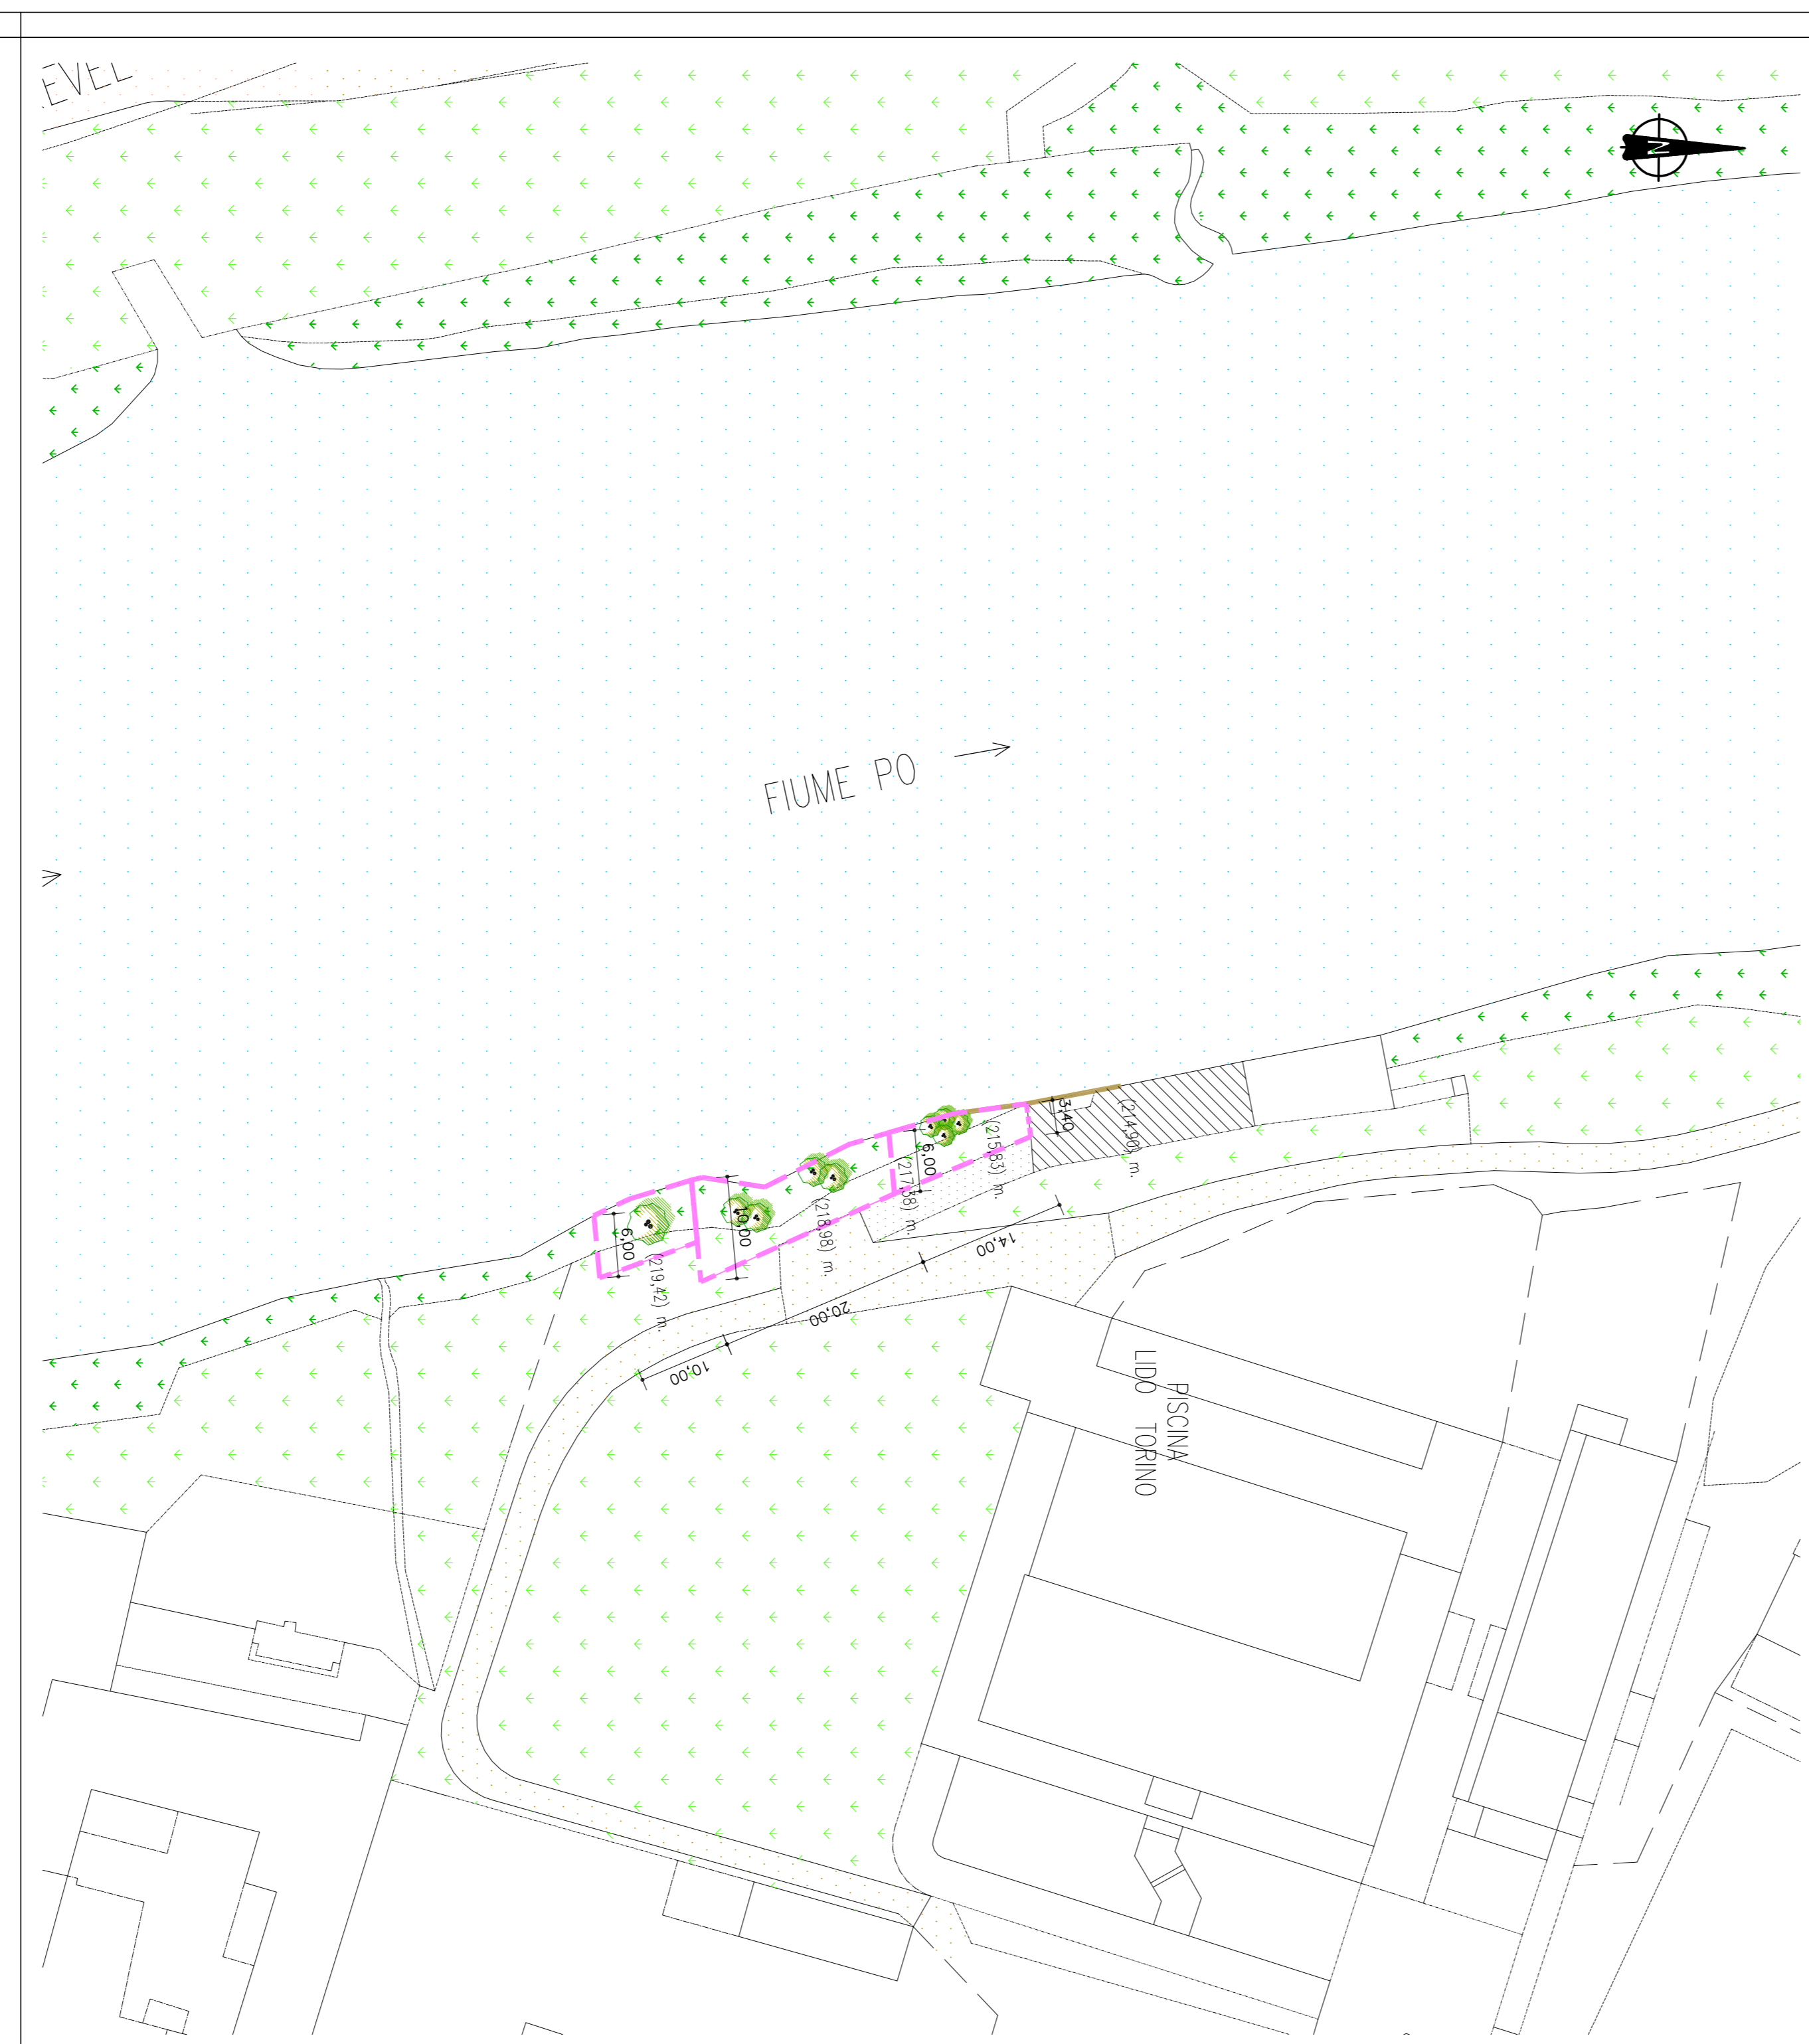 EVEL
N
FIUME PO
3,40
(214,90) m.
(215,83) m.
6,00
(217,38) m.
(218,98) m.
10,00
6,00
(219,42) m.
14,00
20,00
10,00
PISCINA
LIDO TORINO